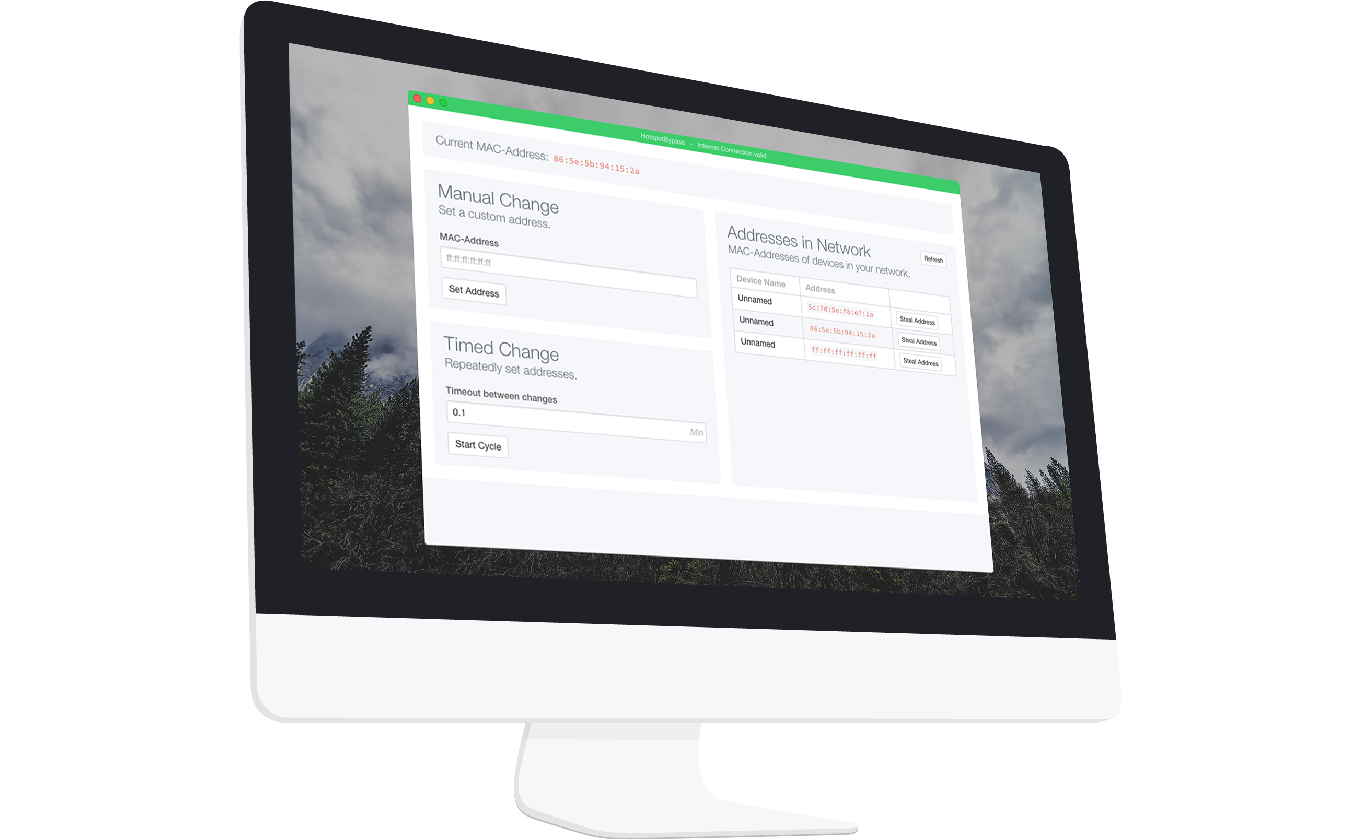 HotspotBypass – Internet Connection valid
Current MAC-Address: 86:5e:5b:94:15:2a
Manual Change
Set a custom address.
MAC-Address
ff:ff:ff:ff:ff:ff
Set Address
Timed Change
Repeatedly set addresses.
Timeout between changes
0.1 Min
Start Cycle
Addresses in Network
MAC-Addresses of devices in your network.
Refresh
Device Name Address
Unnamed 5c:7d:5e:f8:e7:1a Steal Address
Unnamed 86:5e:5b:94:15:2a Steal Address
Unnamed ff:ff:ff:ff:ff:ff Steal Address